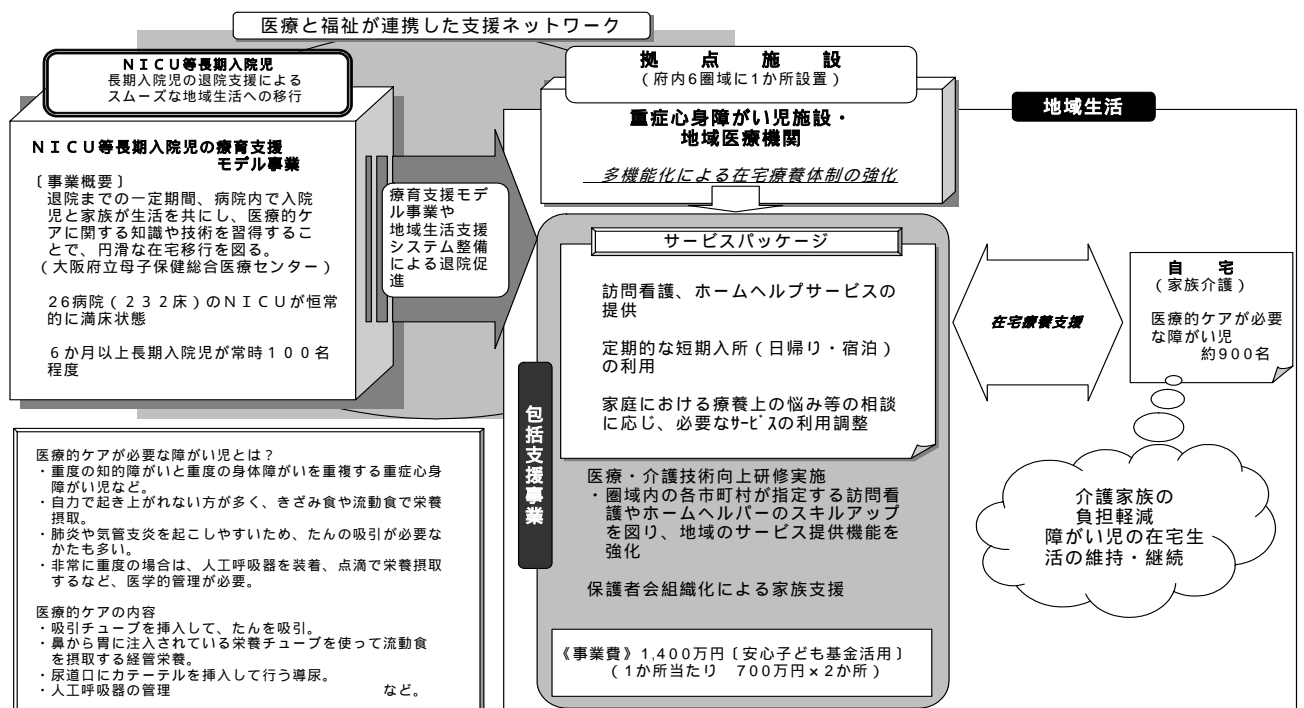 医療と福祉が連携した支援ネットワーク
ＮＩＣＵ等長期入院児
長期入院児の退院支援による
スムーズな地域生活への移行
ＮＩＣＵ等長期入院児の療育支援
モデル事業
〔事業概要〕
退院までの一定期間、病院内で入院
児と家族が生活を共にし、医療的ケ
アに関する知識や技術を習得するこ
とで、円滑な在宅移行を図る。
（大阪府立母子保健総合医療センター）
26病院（２３２床）のＮＩＣＵが恒常
的に満床状態
６か月以上長期入院児が常時１００名
程度
療育支援モデ
ル事業や
地域生活支援
システム整備
による退院促
進
拠点施設
（府内6圏域に1か所設置）
重症心身障がい児施設・
地域医療機関
多機能化による在宅療養体制の強化
サービスパッケージ
訪問看護、ホームヘルプサービスの
提供
定期的な短期入所（日帰り・宿泊）
の利用
家庭における療養上の悩み等の相談
に応じ、必要なｻｰﾋﾞｽの利用調整
包括支援事業
医療・介護技術向上研修実施
・圏域内の各市町村が指定する訪問看
護やホームヘルパーのスキルアップ
を図り、地域のサービス提供機能を
強化
保護者会組織化による家族支援
《事業費》1,400万円〔安心子ども基金活用〕
（1か所当たり　700万円×2か所）
地域生活
在宅療養支援
自　宅
（家族介護）
医療的ケアが必要
な障がい児
約900名
介護家族の
負担軽減
障がい児の在宅生
活の維持・継続
医療的ケアが必要な障がい児とは？
・重度の知的障がいと重度の身体障がいを重複する重症心身
障がい児など。
・自力で起き上がれない方が多く、きざみ食や流動食で栄養
摂取。
・肺炎や気管支炎を起こしやすいため、たんの吸引が必要な
かたも多い。
・非常に重度の場合は、人工呼吸器を装着、点滴で栄養摂取
するなど、医学的管理が必要。
医療的ケアの内容
・吸引チューブを挿入して、たんを吸引。
・鼻から胃に注入されている栄養チューブを使って流動食
を摂取する経管栄養。
・尿道口にカテーテルを挿入して行う導尿。
・人工呼吸器の管理　など。